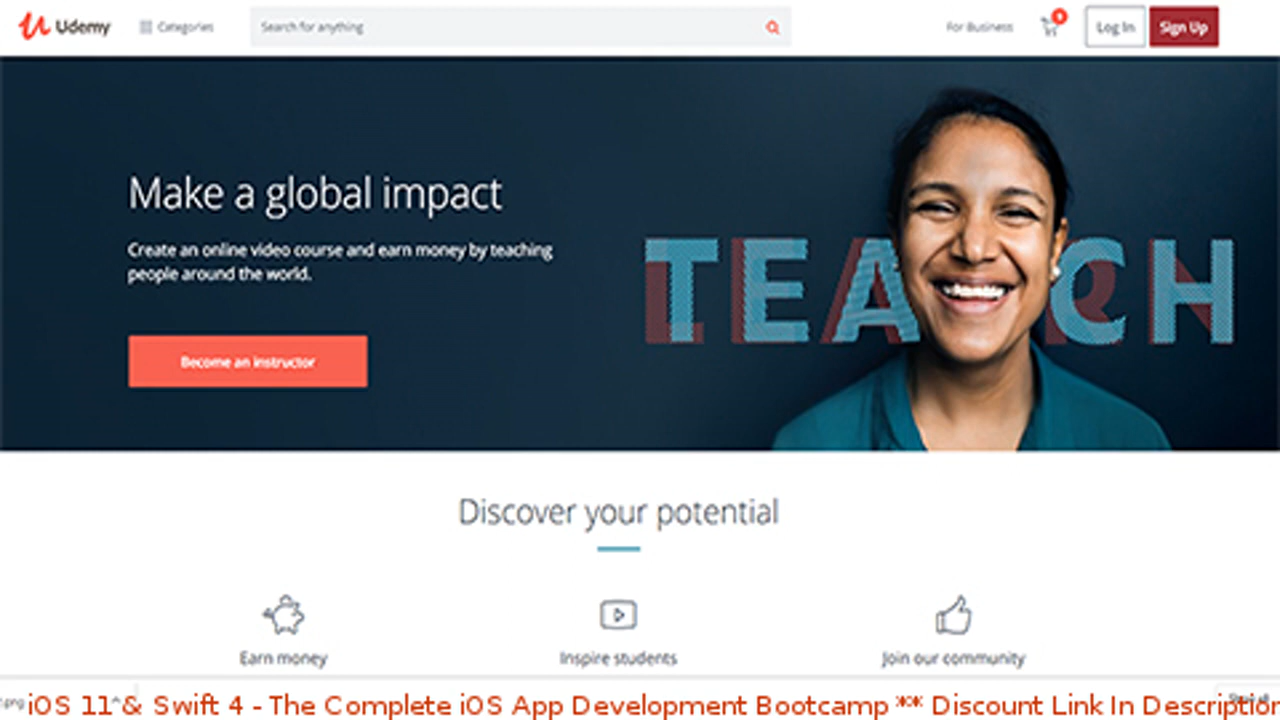 Udemy Categories Search for anything For Business Log In Sign Up
Make a global impact
Create an online video course and earn money by teaching
people around the world.
Become an instructor
TEACH
Discover your potential
Earn money Inspire students Join our community
iOS 11 & Swift 4 - The Complete iOS App Development Bootcamp ** Discount Link In Description